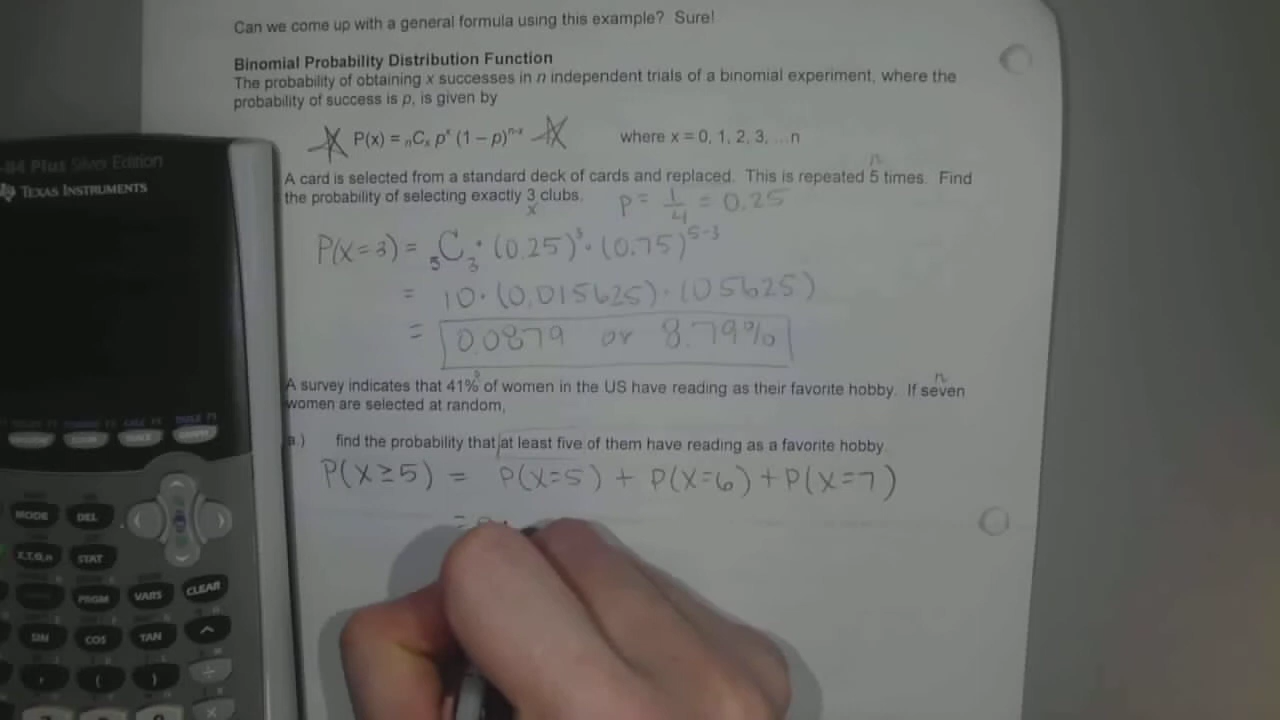 Can we come up with a general formula using this example? Sure!
Binomial Probability Distribution Function
The probability of obtaining x successes in n independent trials of a binomial experiment, where the
probability of success is p, is given by
P(x) = ₙCₓ pˣ (1 – p)ⁿ⁻ˣ where x = 0, 1, 2, 3, …n
n
A card is selected from a standard deck of cards and replaced. This is repeated 5 times. Find
the probability of selecting exactly 3 clubs. P = 1/4 = 0.25
x
P(x=3) = ₅C₃ · (0.25)³ · (0.75)⁵⁻³
= 10 · (0.015625) · (05625)
= 0.0879 or 8.79%
n
A survey indicates that 41% of women in the US have reading as their favorite hobby. If seven
women are selected at random,
a.) find the probability that at least five of them have reading as a favorite hobby
P(X≥5) = P(X=5) + P(X=6) + P(X=7)
=
-84 Plus Silver Edition
TEXAS INSTRUMENTS
MODE DEL
X,T,θ,n STAT
PRGM VARS CLEAR
SIN COS TAN ^
, ( ) ÷
×